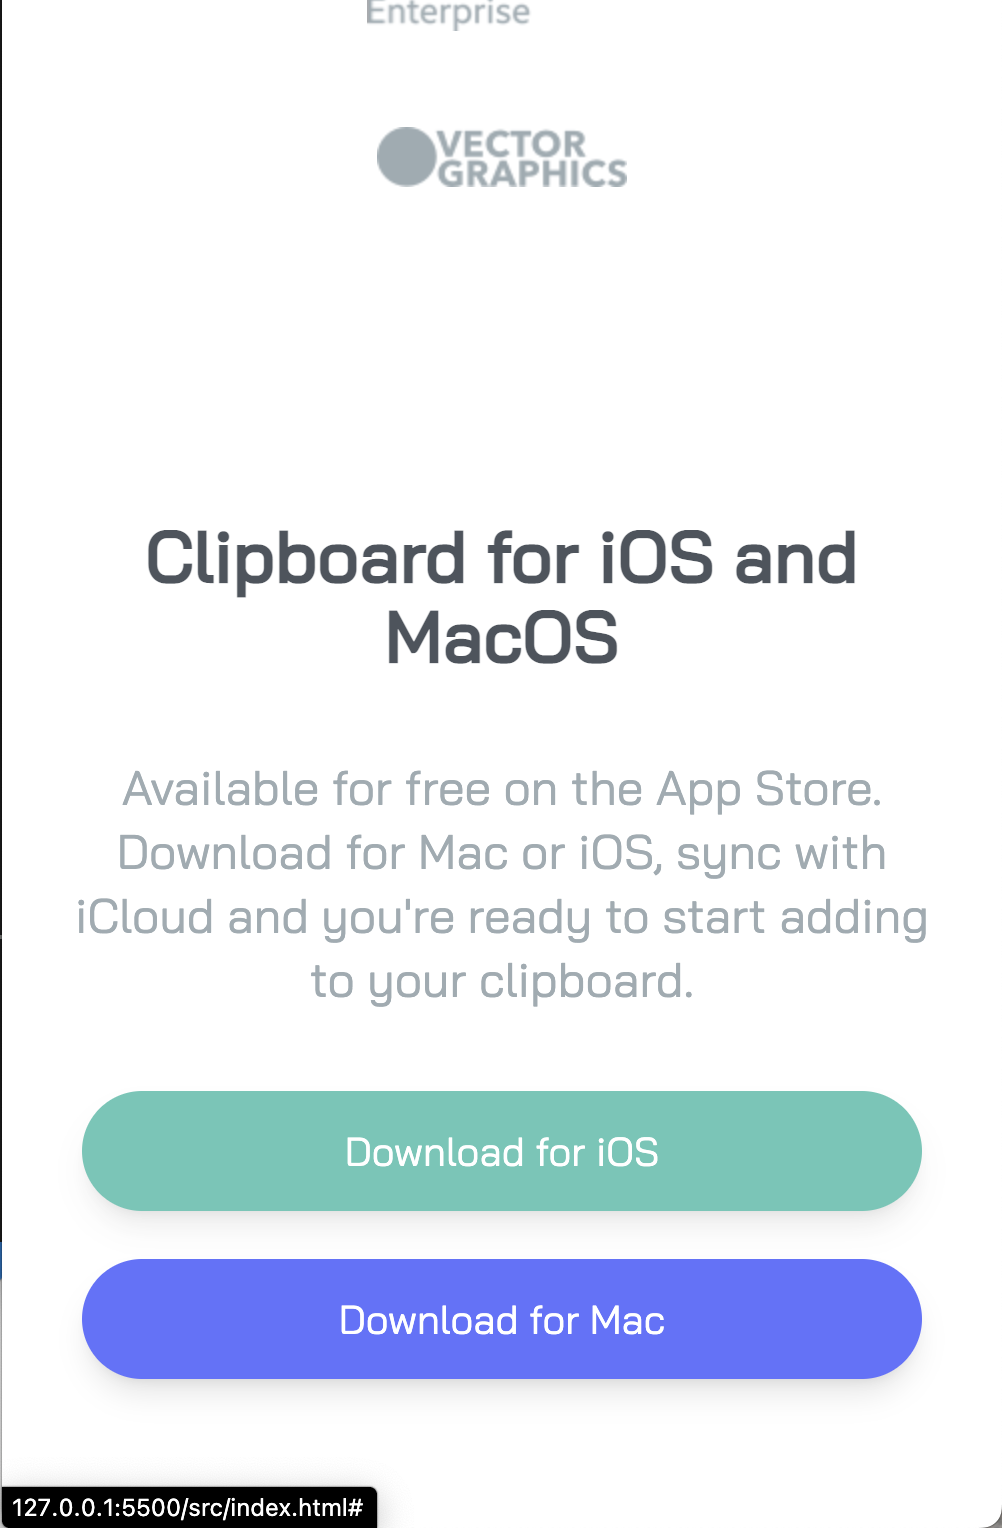 Enterprise
VECTOR
GRAPHICS
Clipboard for iOS and
MacOS
Available for free on the App Store.
Download for Mac or iOS, sync with
iCloud and you're ready to start adding
to your clipboard.
Download for iOS
Download for Mac
127.0.0.1:5500/src/index.html#